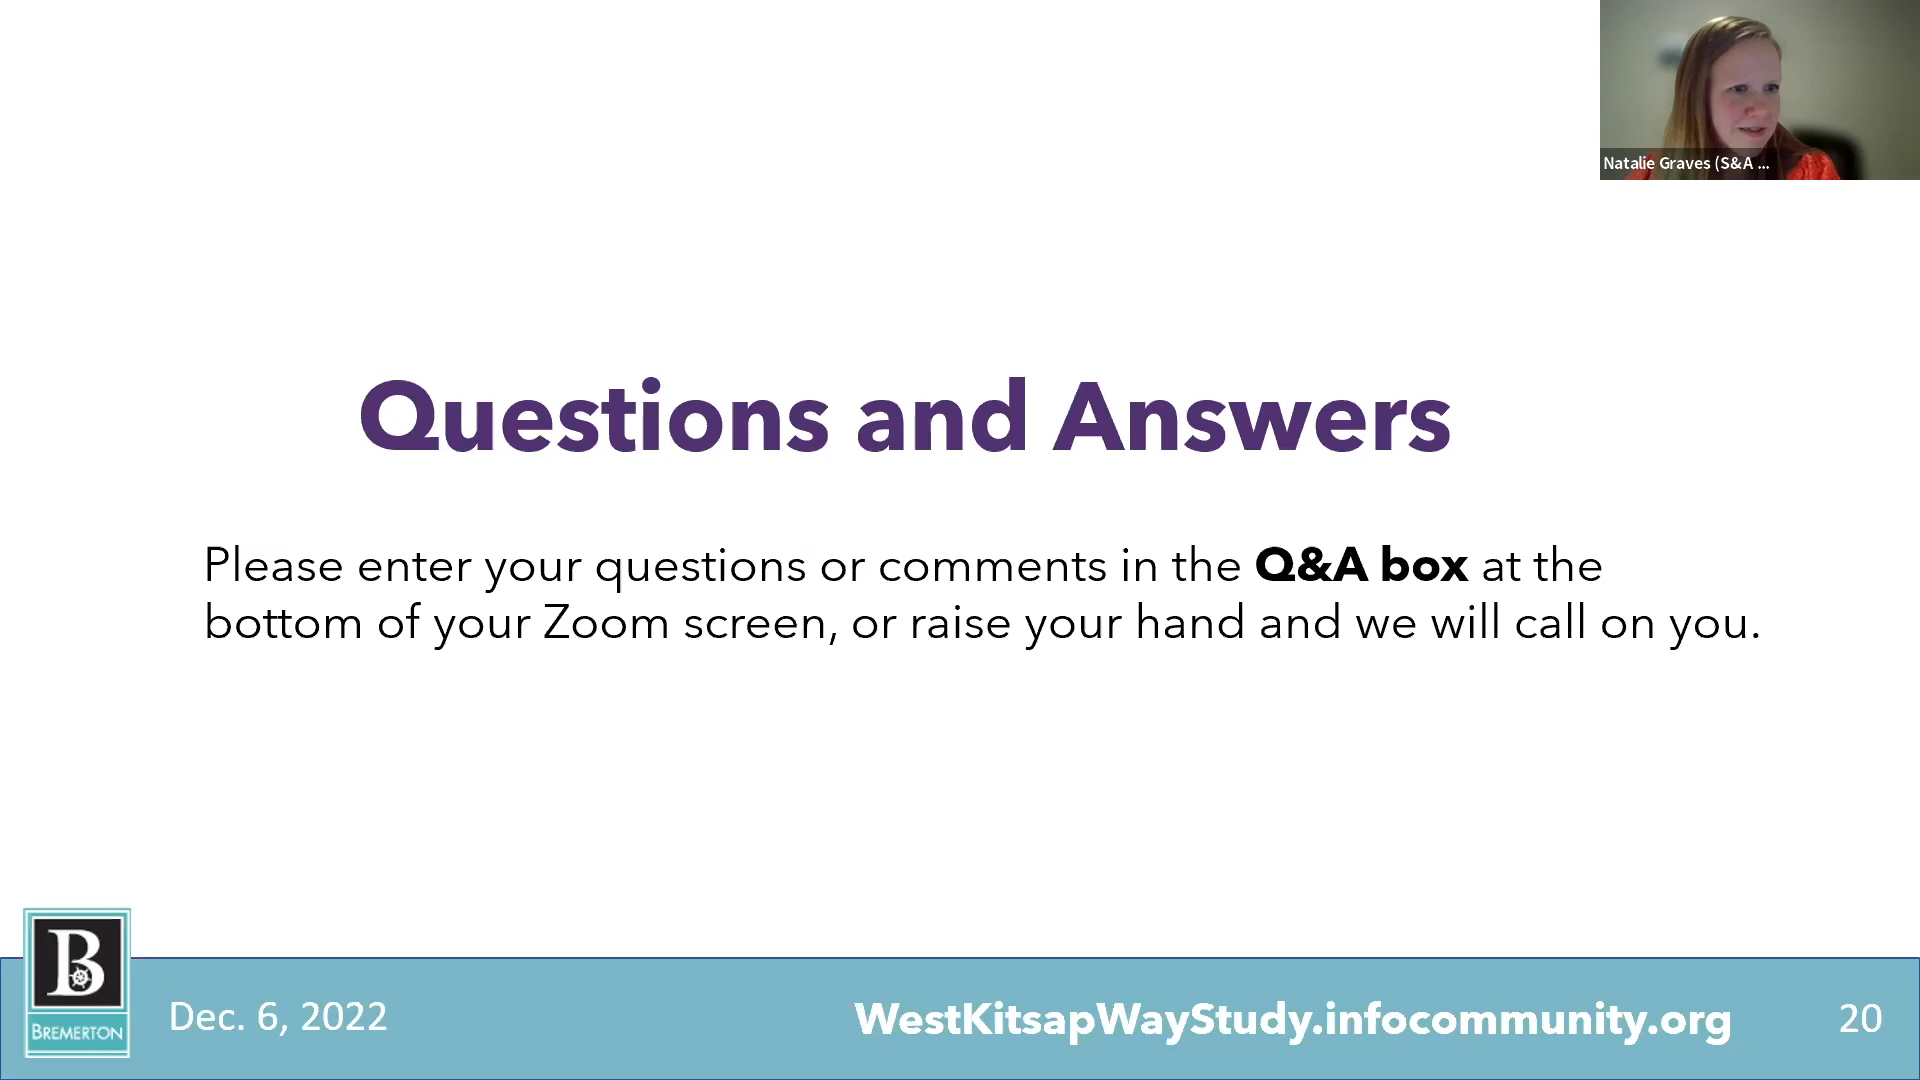 Natalie Graves (S&A ...
Questions and Answers
Please enter your questions or comments in the Q&A box at the
bottom of your Zoom screen, or raise your hand and we will call on you.
B
BREMERTON
Dec. 6, 2022
WestKitsapWayStudy.infocommunity.org
20